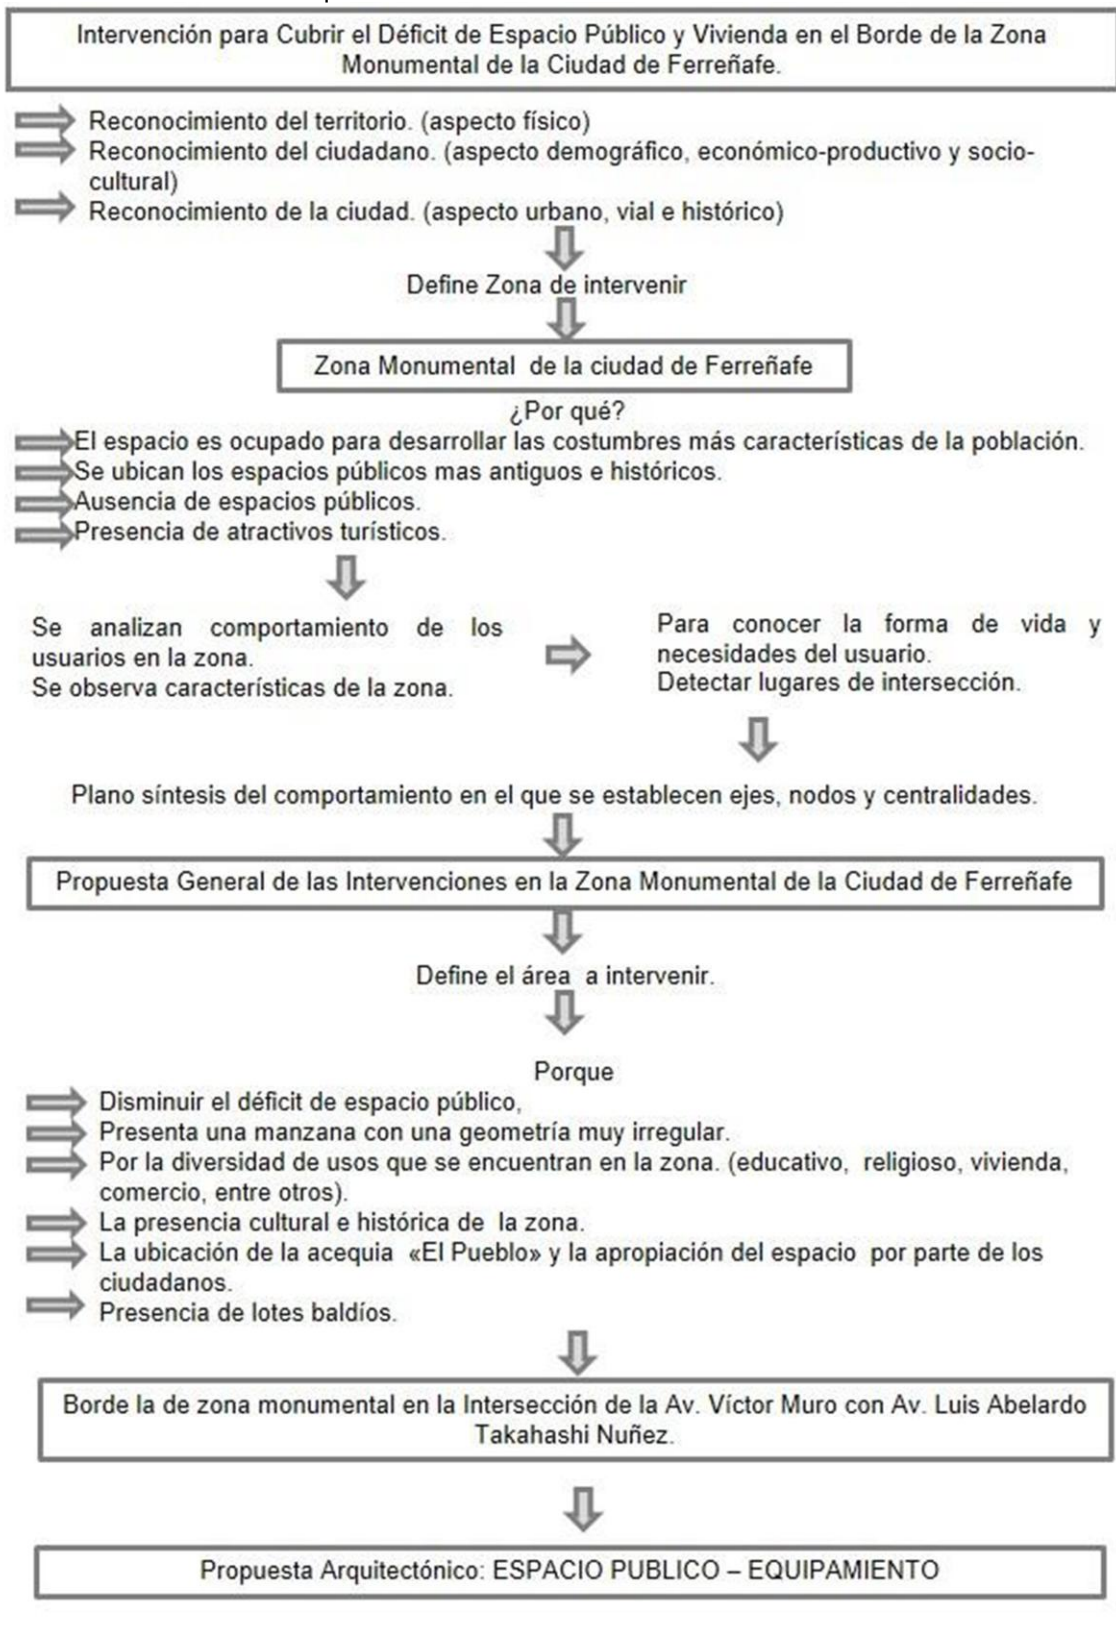 Intervención para Cubrir el Déficit de Espacio Público y Vivienda en el Borde de la Zona
Monumental de la Ciudad de Ferreñafe.
Reconocimiento del territorio. (aspecto físico)
Reconocimiento del ciudadano. (aspecto demográfico, económico-productivo y socio-
cultural)
Reconocimiento de la ciudad. (aspecto urbano, vial e histórico)
Define Zona de intervenir
Zona Monumental de la ciudad de Ferreñafe
¿Por qué?
El espacio es ocupado para desarrollar las costumbres más características de la población.
Se ubican los espacios públicos mas antiguos e históricos.
Ausencia de espacios públicos.
Presencia de atractivos turísticos.
Se analizan comportamiento de los
usuarios en la zona.
Se observa características de la zona.
Para conocer la forma de vida y
necesidades del usuario.
Detectar lugares de intersección.
Plano síntesis del comportamiento en el que se establecen ejes, nodos y centralidades.
Propuesta General de las Intervenciones en la Zona Monumental de la Ciudad de Ferreñafe
Define el área a intervenir.
Porque
Disminuir el déficit de espacio público,
Presenta una manzana con una geometría muy irregular.
Por la diversidad de usos que se encuentran en la zona. (educativo, religioso, vivienda,
comercio, entre otros).
La presencia cultural e histórica de la zona.
La ubicación de la acequia «El Pueblo» y la apropiación del espacio por parte de los
ciudadanos.
Presencia de lotes baldíos.
Borde la de zona monumental en la Intersección de la Av. Víctor Muro con Av. Luis Abelardo
Takahashi Nuñez.
Propuesta Arquitectónico: ESPACIO PUBLICO – EQUIPAMIENTO